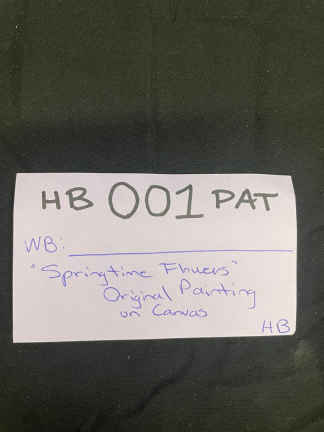 HB 001 PAT
WB:
"Springtime Flowers"
Original Painting
on Canvas
HB